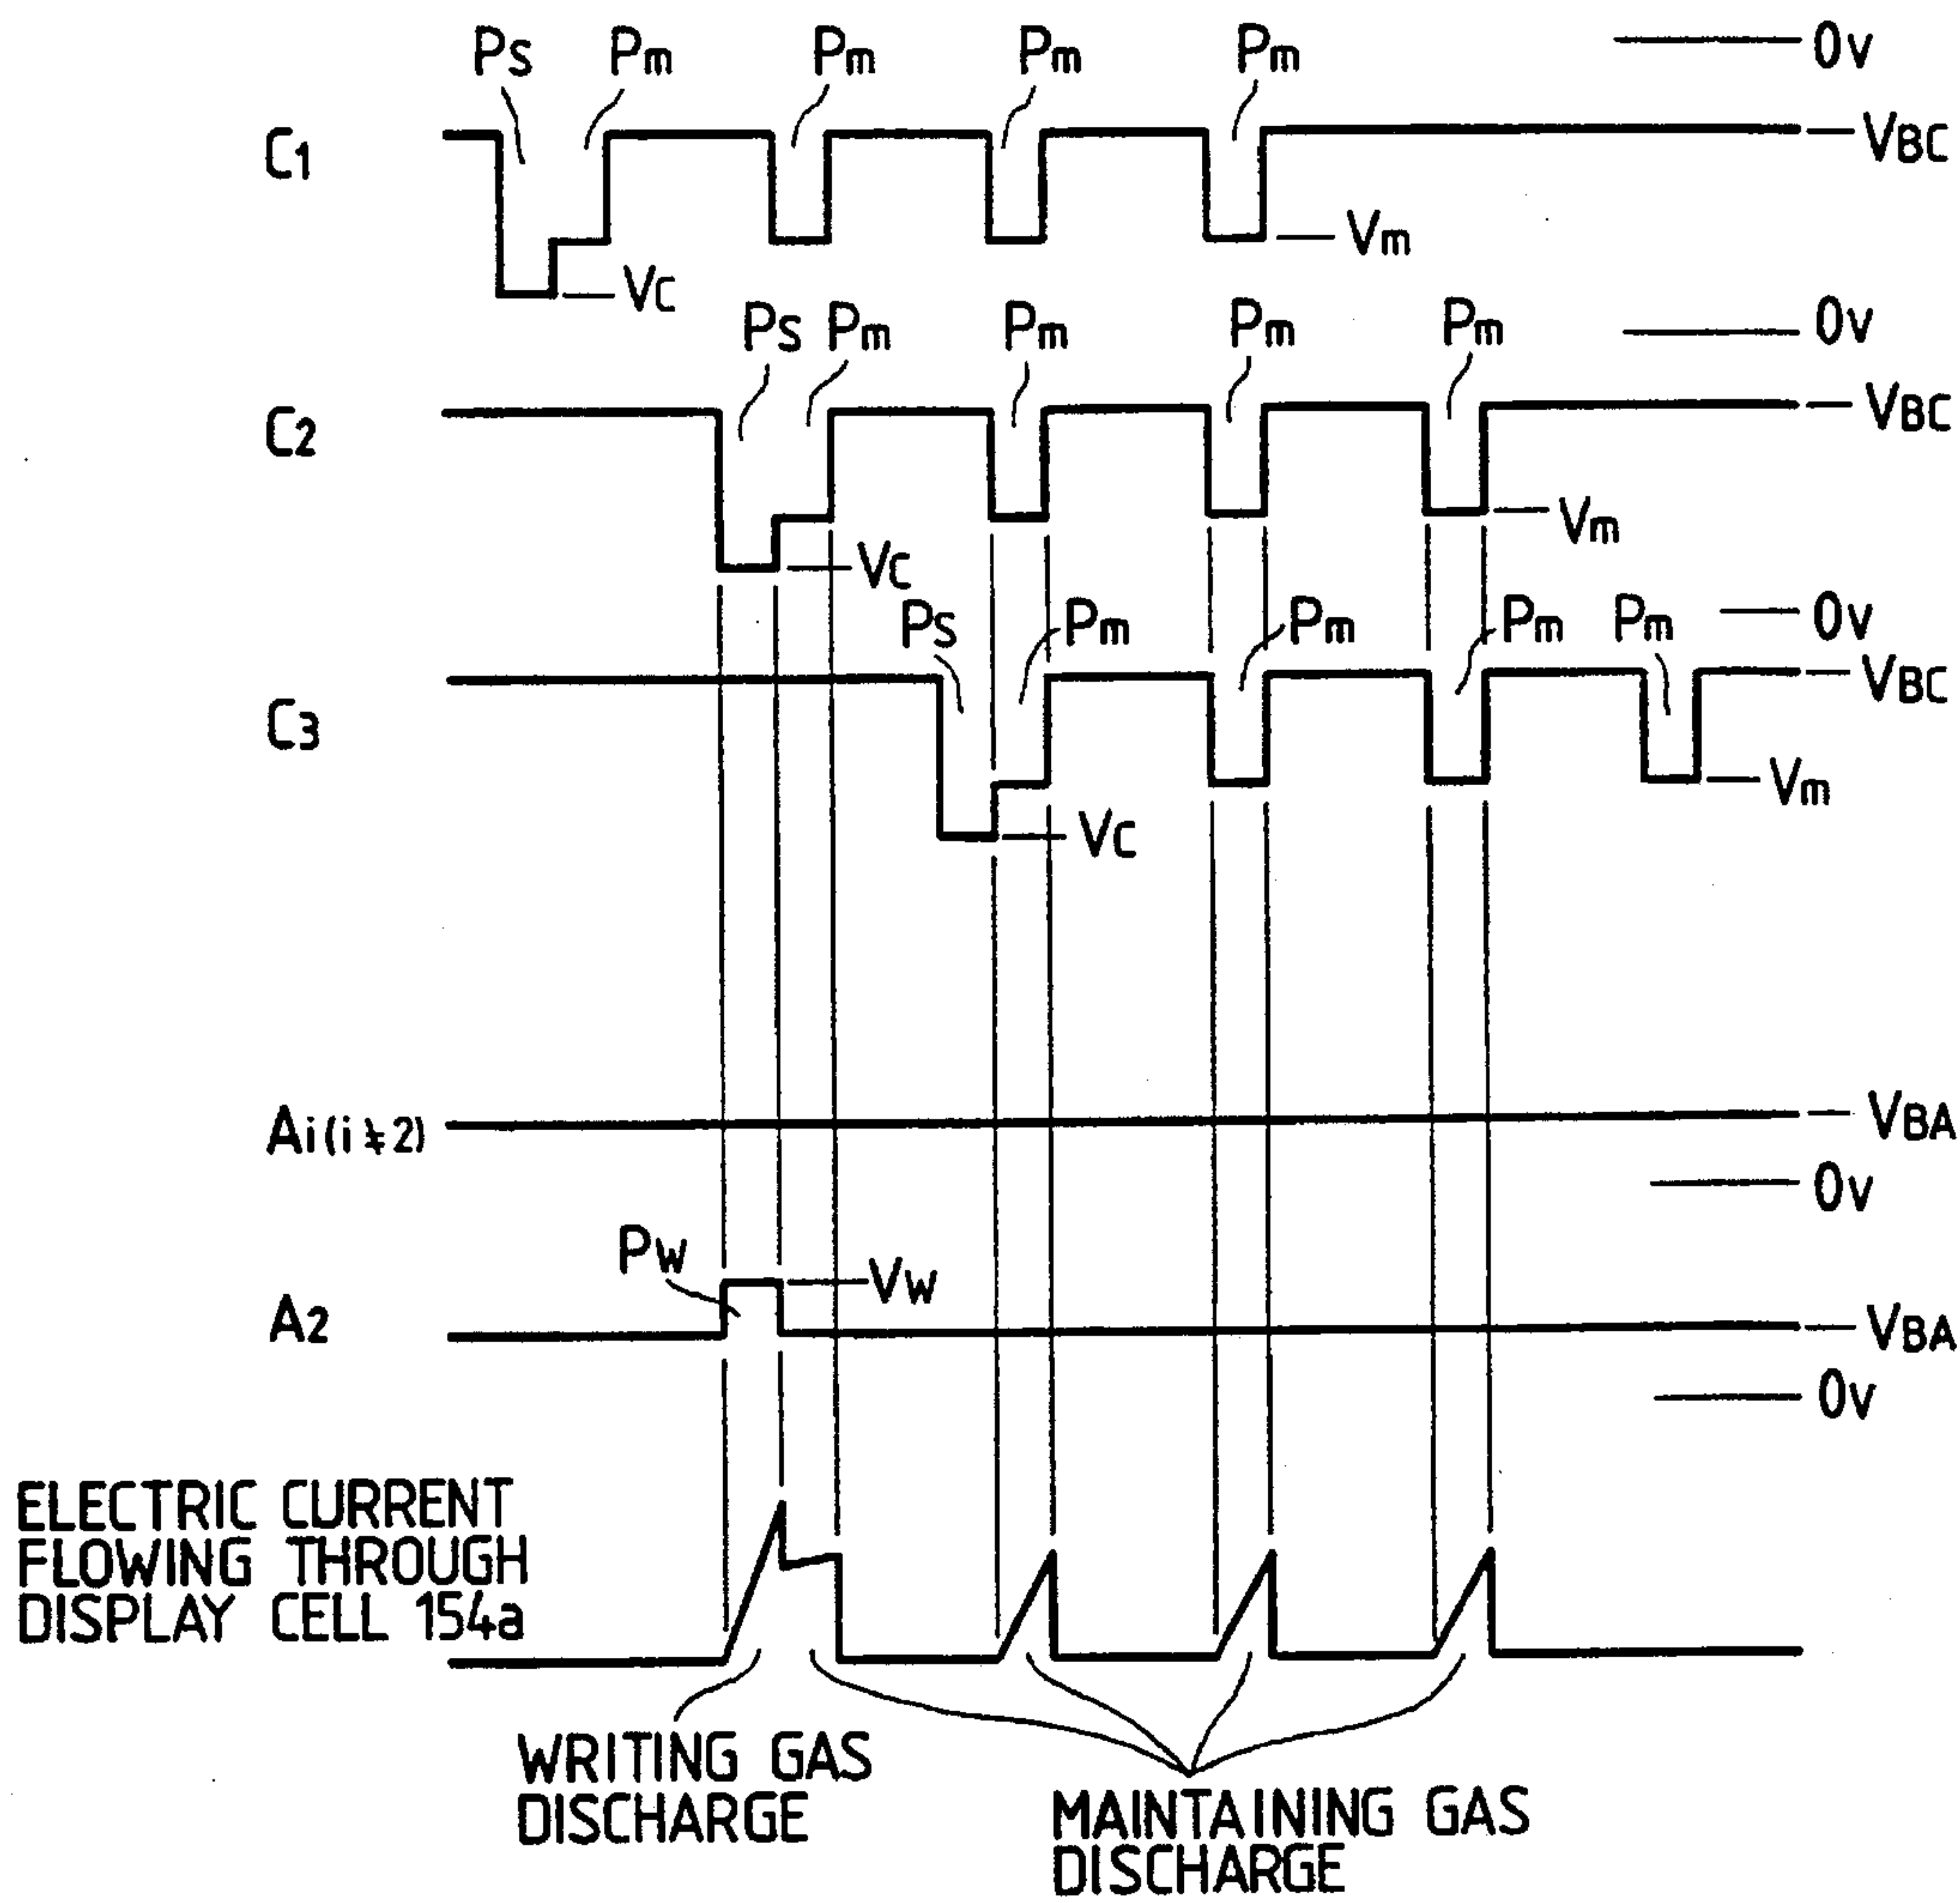 Ps Pm Pm Pm Pm 0v
C1 VBC
Vm
Vc
Ps Pm Pm Pm Pm 0v
C2 VBC
Vm
Vc
Ps Pm Pm Pm Pm 0v
C3 VBC
Vm
Vc
Ai(i≠2) VBA
0v
Pw Vw
A2 VBA
0v
ELECTRIC CURRENT
FLOWING THROUGH
DISPLAY CELL 154a
WRITING GAS
DISCHARGE
MAINTAINING GAS
DISCHARGE